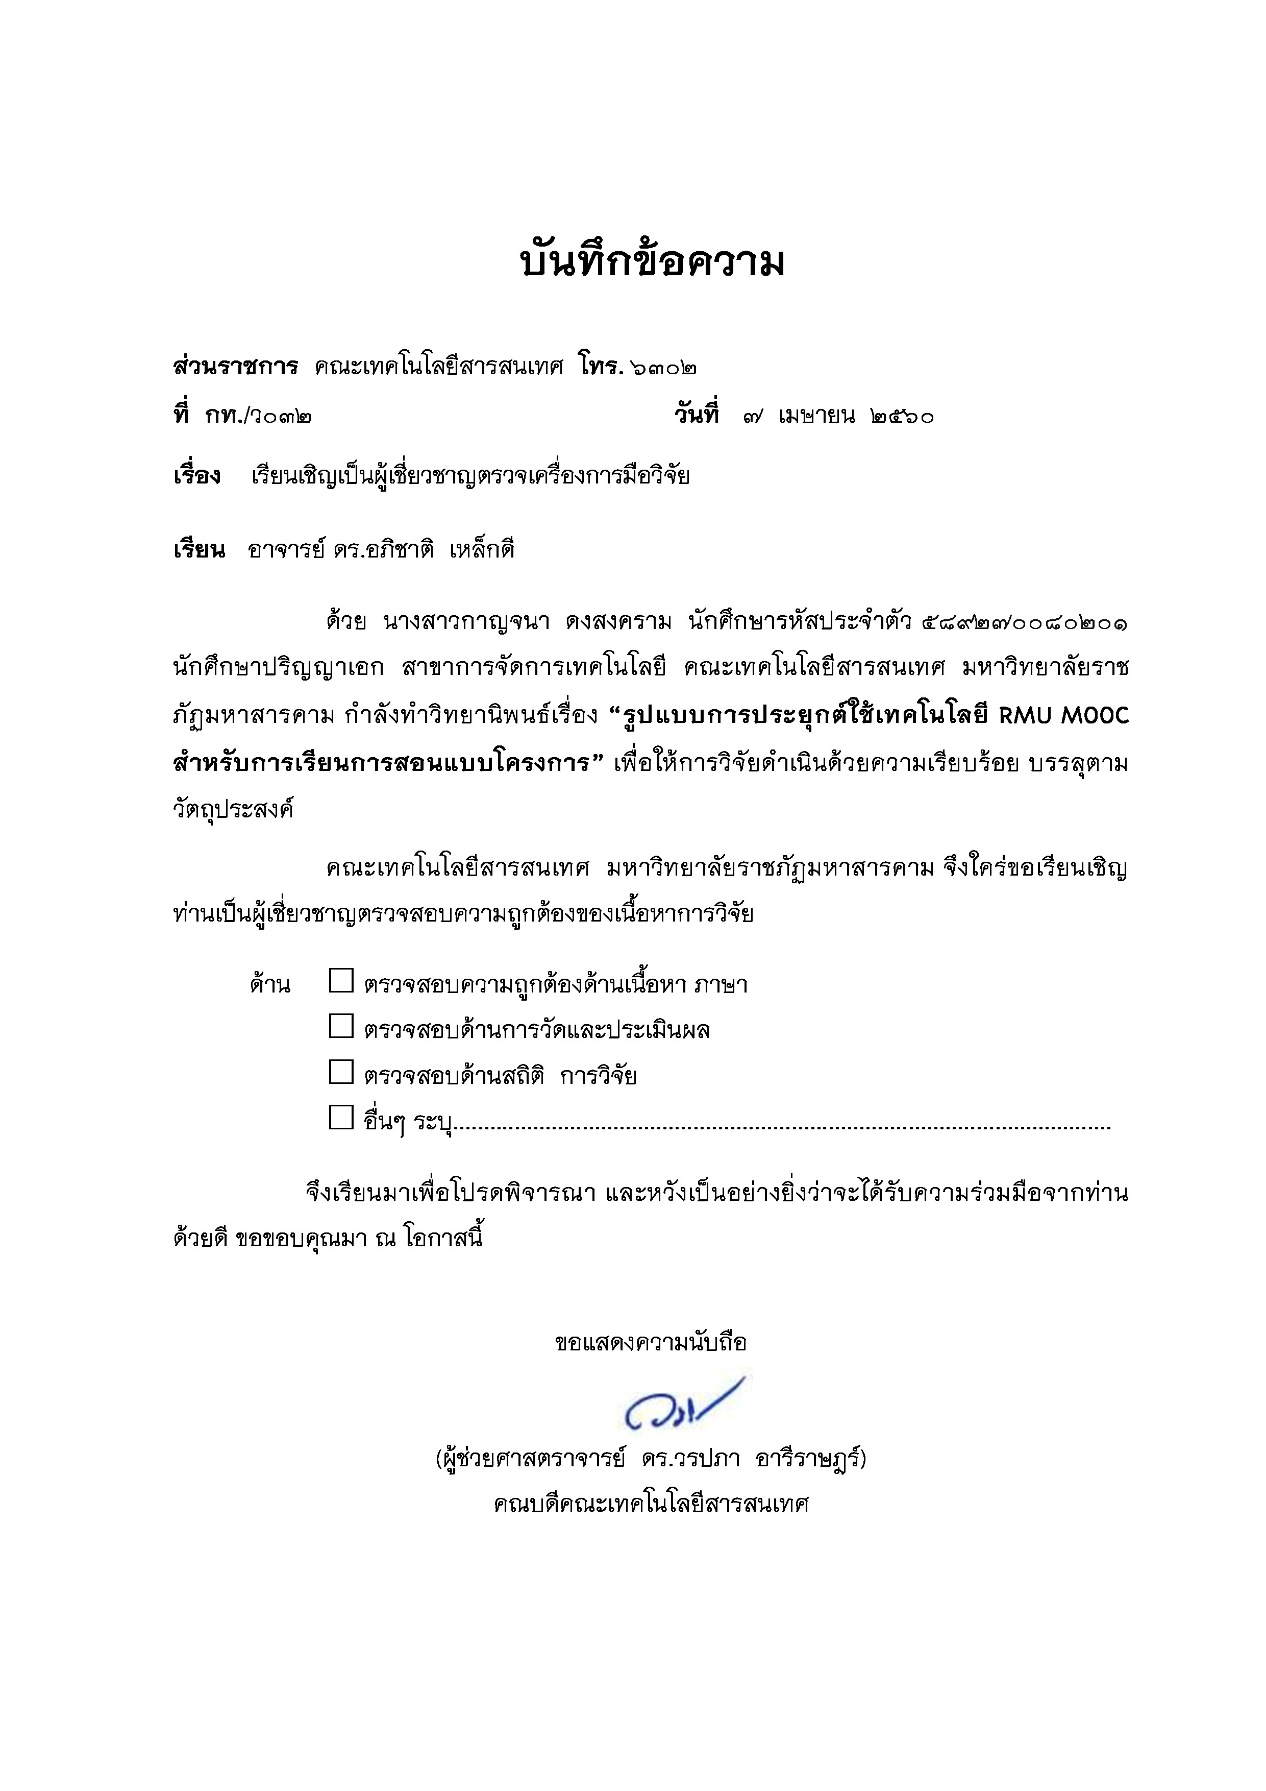 บันทึกข้อความ
ส่วนราชการ คณะเทคโนโลยีสารสนเทศ โทร. ๖๓๐๒
ที่ กท./ว๐๓๒ วันที่ ๗ เมษายน ๒๕๖๐
เรื่อง เรียนเชิญเป็นผู้เชี่ยวชาญตรวจเครื่องการมือวิจัย
เรียน อาจารย์ ดร.อภิชาติ เหล็กดี
ด้วย นางสาวกาญจนา ดงสงคราม นักศึกษารหัสประจำตัว ๕๘๙๒๗๐๐๘๐๒๐๑
นักศึกษาปริญญาเอก สาขาการจัดการเทคโนโลยี คณะเทคโนโลยีสารสนเทศ มหาวิทยาลัยราช
ภัฏมหาสารคาม กำลังทำวิทยานิพนธ์เรื่อง “รูปแบบการประยุกต์ใช้เทคโนโลยี RMU MOOC
สำหรับการเรียนการสอนแบบโครงการ” เพื่อให้การวิจัยดำเนินด้วยความเรียบร้อย บรรลุตาม
วัตถุประสงค์
คณะเทคโนโลยีสารสนเทศ มหาวิทยาลัยราชภัฏมหาสารคาม จึงใคร่ขอเรียนเชิญ
ท่านเป็นผู้เชี่ยวชาญตรวจสอบความถูกต้องของเนื้อหาการวิจัย
ด้าน ☐ ตรวจสอบความถูกต้องด้านเนื้อหา ภาษา
☐ ตรวจสอบด้านการวัดและประเมินผล
☐ ตรวจสอบด้านสถิติ การวิจัย
☐ อื่นๆ ระบุ............................................................................................................
จึงเรียนมาเพื่อโปรดพิจารณา และหวังเป็นอย่างยิ่งว่าจะได้รับความร่วมมือจากท่าน
ด้วยดี ขอขอบคุณมา ณ โอกาสนี้
ขอแสดงความนับถือ
(ผู้ช่วยศาสตราจารย์ ดร.วรปภา อารีราษฎร์)
คณบดีคณะเทคโนโลยีสารสนเทศ